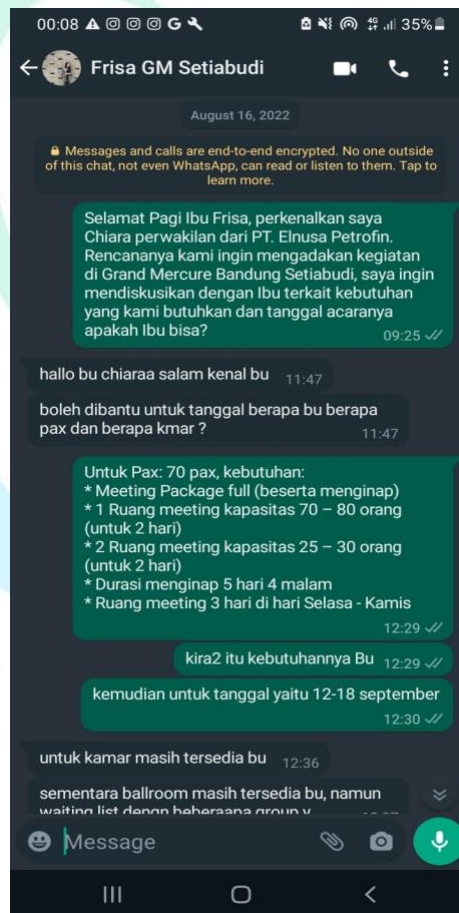 00:08 G 4G 35%
Frisa GM Setiabudi
August 16, 2022
Messages and calls are end-to-end encrypted. No one outside
of this chat, not even WhatsApp, can read or listen to them. Tap to
learn more.
Selamat Pagi Ibu Frisa, perkenalkan saya
Chiara perwakilan dari PT. Elnusa Petrofin.
Rencananya kami ingin mengadakan kegiatan
di Grand Mercure Bandung Setiabudi, saya ingin
mendiskusikan dengan Ibu terkait kebutuhan
yang kami butuhkan dan tanggal acaranya
apakah Ibu bisa?
09:25
hallo bu chiaraa salam kenal bu 11:47
boleh dibantu untuk tanggal berapa bu berapa
pax dan berapa kmar ?
11:47
Untuk Pax: 70 pax, kebutuhan:
* Meeting Package full (beserta menginap)
* 1 Ruang meeting kapasitas 70 – 80 orang
(untuk 2 hari)
* 2 Ruang meeting kapasitas 25 – 30 orang
(untuk 2 hari)
* Durasi menginap 5 hari 4 malam
* Ruang meeting 3 hari di hari Selasa - Kamis
12:29
kira2 itu kebutuhannya Bu 12:29
kemudian untuk tanggal yaitu 12-18 september
12:30
untuk kamar masih tersedia bu 12:36
sementara ballroom masih tersedia bu, namun
waiting list dengn beberaapa group y
Message